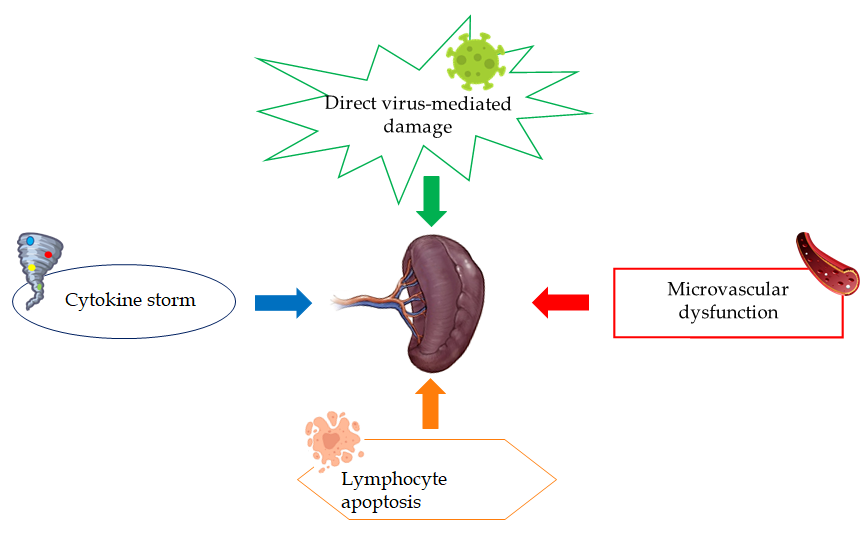 Direct virus-mediated
damage
Cytokine storm
Microvascular
dysfunction
Lymphocyte
apoptosis